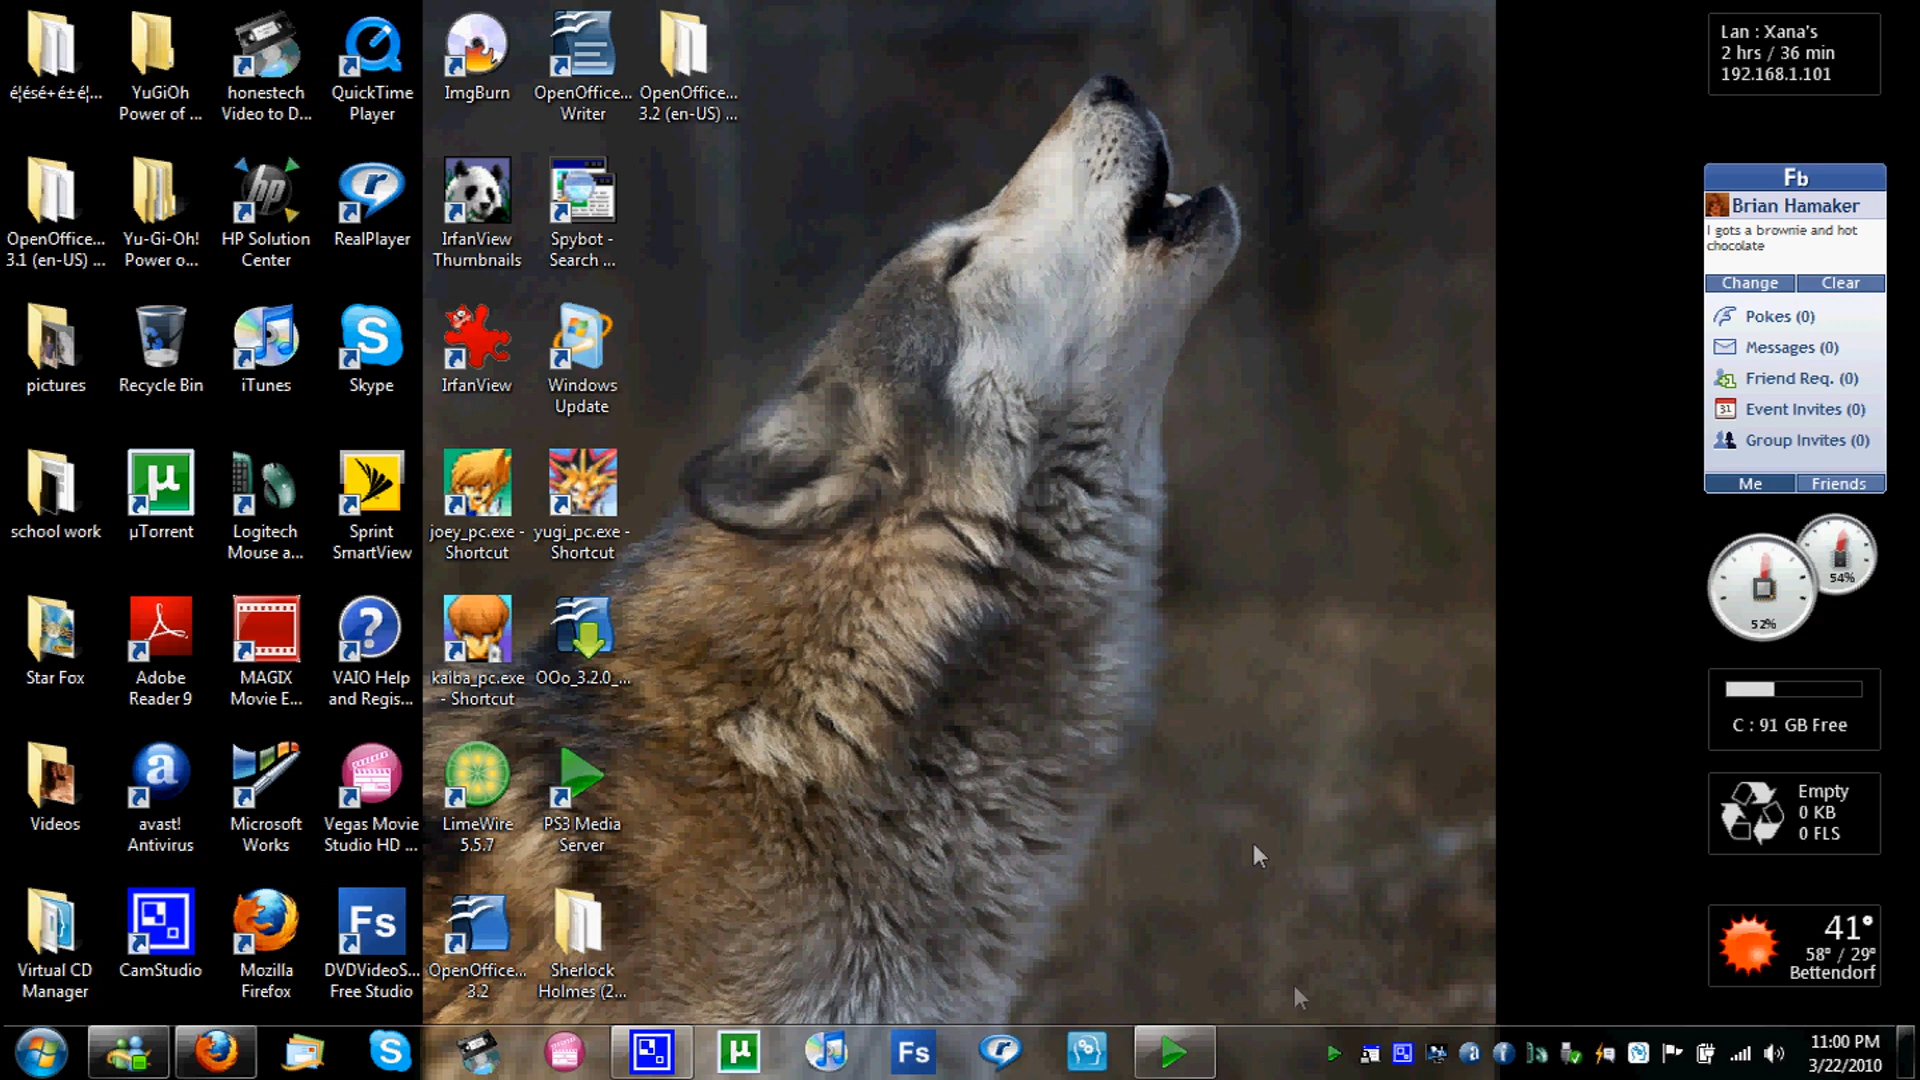 é¦ésé+é±é¦...
YuGiOh
Power of ...
honestech
Video to D...
QuickTime
Player
ImgBurn
OpenOffice...
Writer
OpenOffice...
3.2 (en-US) ...
OpenOffice...
3.1 (en-US) ...
Yu-Gi-Oh!
Power o...
hp
HP Solution
Center
RealPlayer
IrfanView
Thumbnails
Spybot -
Search ...
pictures
Recycle Bin
iTunes
Skype
IrfanView
Windows
Update
school work
µTorrent
Logitech
Mouse a...
Sprint
SmartView
joey_pc.exe -
Shortcut
yugi_pc.exe -
Shortcut
Star Fox
Adobe
Reader 9
MAGIX
Movie E...
VAIO Help
and Regis...
kaiba_pc.exe
- Shortcut
OOo_3.2.0_...
Videos
avast!
Antivirus
Microsoft
Works
Vegas Movie
Studio HD ...
LimeWire
5.5.7
PS3 Media
Server
Virtual CD
Manager
CamStudio
Mozilla
Firefox
Fs
DVDVideoS...
Free Studio
OpenOffice...
3.2
Sherlock
Holmes (2...
Lan : Xana's
2 hrs / 36 min
192.168.1.101
Fb
Brian Hamaker
I gots a brownie and hot
chocolate
Change
Clear
Pokes (0)
Messages (0)
Friend Req. (0)
31
Event Invites (0)
Group Invites (0)
Me
Friends
54%
52%
C : 91 GB Free
Empty
0 KB
0 FLS
41°
58° / 29°
Bettendorf
Fs
11:00 PM
3/22/2010